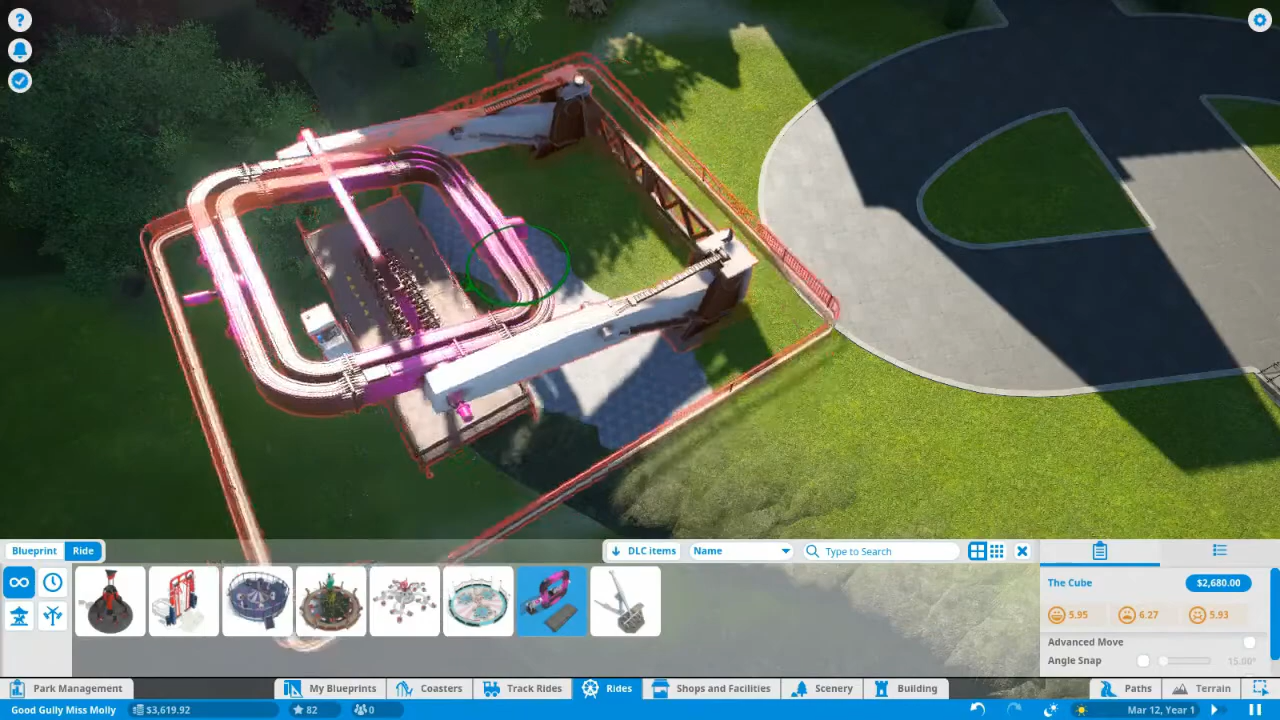 ?
Blueprint
Ride
DLC items
Name
Type to Search
The Cube
$2,680.00
5.95
6.27
5.93
Advanced Move
Angle Snap
15.00°
Park Management
My Blueprints
Coasters
Track Rides
Rides
Shops and Facilities
Scenery
Building
Paths
Terrain
Good Gully Miss Molly
$3,619.92
82
0
Mar 12, Year 1